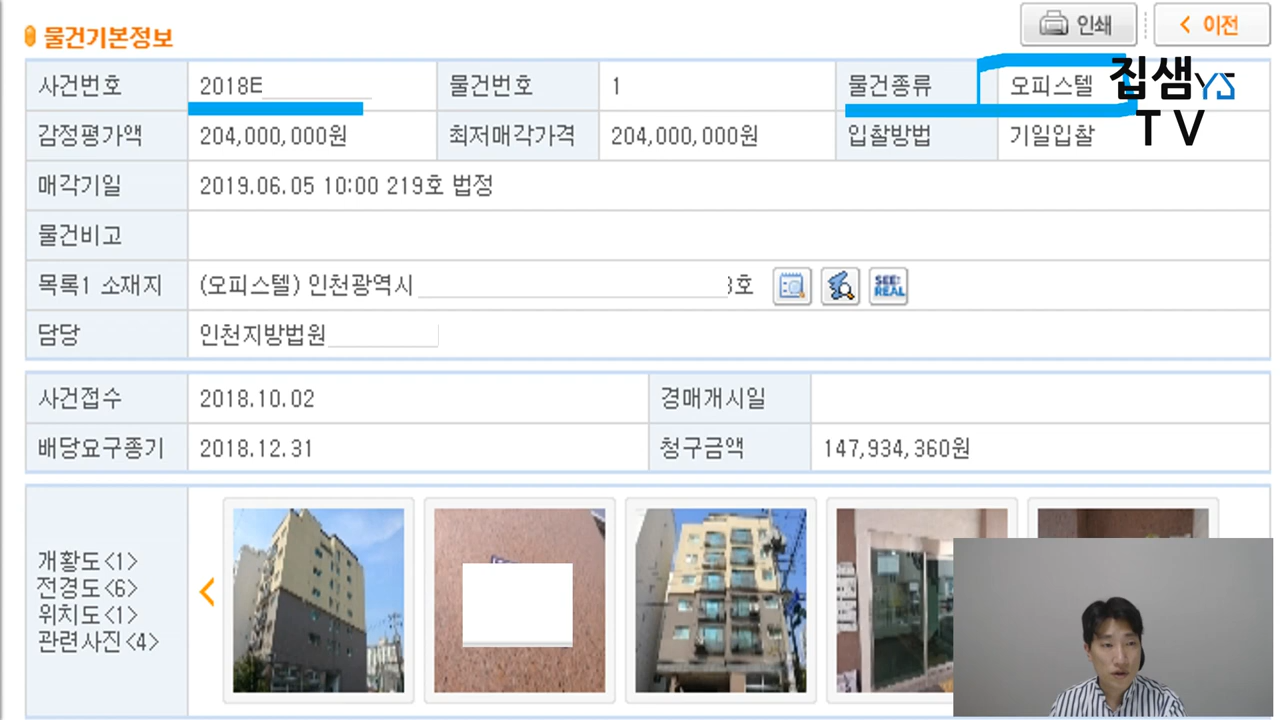 물건기본정보
인쇄
이전
사건번호 2018E 물건번호 1 물건종류 오피스텔
집샘YS
TV
감정평가액 204,000,000원 최저매각가격 204,000,000원 입찰방법 기일입찰
매각기일 2019.06.05 10:00 219호 법정
물건비고
목록1 소재지 (오피스텔) 인천광역시 호
SEE:
REAL
담당 인천지방법원
사건접수 2018.10.02 경매개시일
배당요구종기 2018.12.31 청구금액 147,934,360원
개황도<1>
전경도<6>
위치도<1>
관련사진<4>